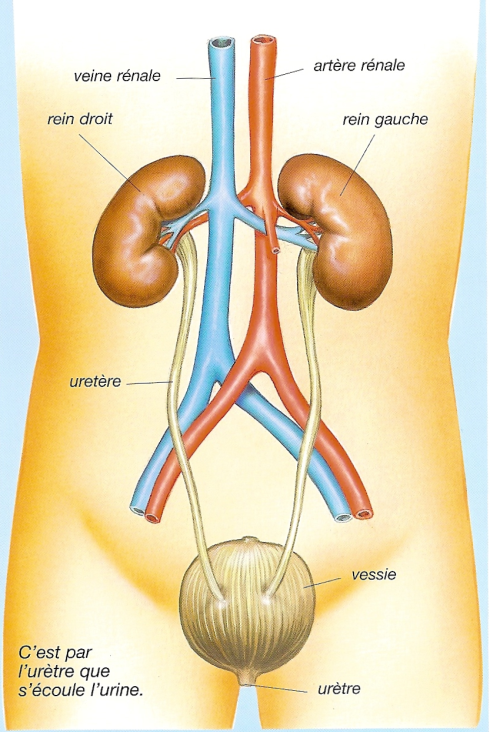 veine rénale
artère rénale
rein droit
rein gauche
uretère
vessie
C'est par
l'urètre que
s'écoule l'urine.
urètre